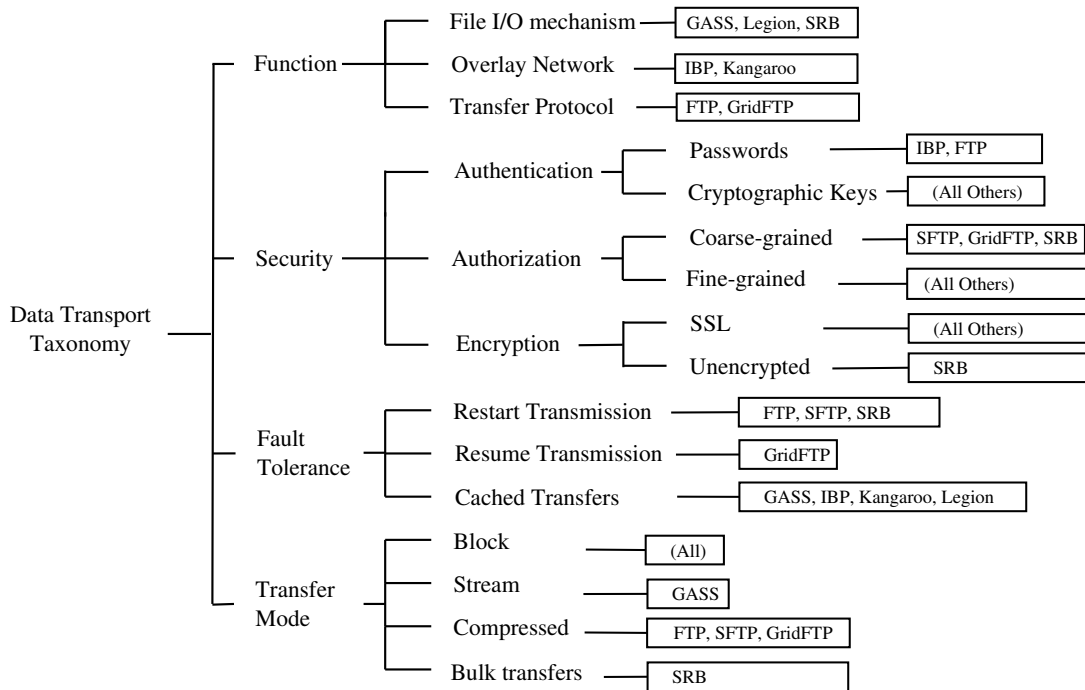 File I/O mechanism
GASS, Legion, SRB
Function
Overlay Network
IBP, Kangaroo
Transfer Protocol
FTP, GridFTP
Authentication
Passwords
IBP, FTP
Cryptographic Keys
(All Others)
Security
Authorization
Coarse-grained
SFTP, GridFTP, SRB
Fine-grained
(All Others)
Encryption
SSL
(All Others)
Unencrypted
SRB
Data Transport
Taxonomy
Fault
Tolerance
Restart Transmission
FTP, SFTP, SRB
Resume Transmission
GridFTP
Cached Transfers
GASS, IBP, Kangaroo, Legion
Transfer
Mode
Block
(All)
Stream
GASS
Compressed
FTP, SFTP, GridFTP
Bulk transfers
SRB